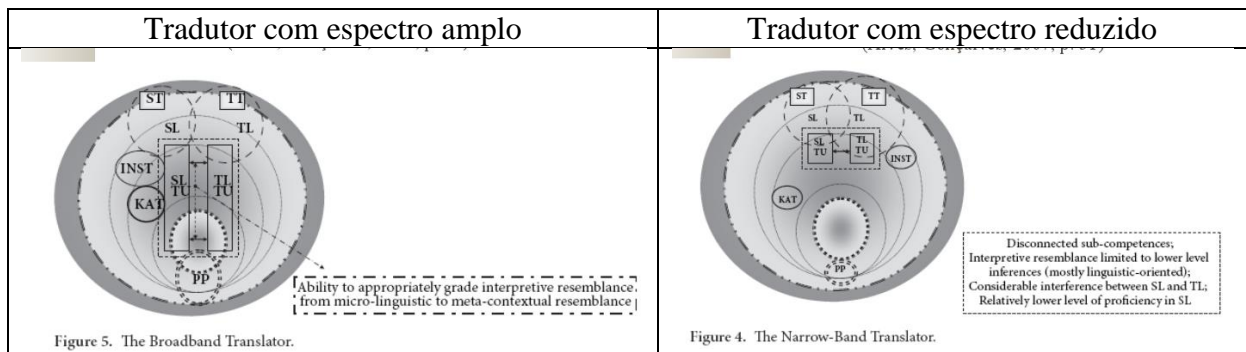 Tradutor com espectro amplo
ST TT
SL TL
INST
SL TL
TU TU
KAT
PP
Ability to appropriately grade interpretive resemblance
from micro-linguistic to meta-contextual resemblance
Figure 5. The Broadband Translator.
Tradutor com espectro reduzido
ST TT
SL TL
SL TL
TU TU
INST
KAT
PP
Disconnected sub-competences;
Interpretive resemblance limited to lower level
inferences (mostly linguistic-oriented);
Considerable interference between SL and TL;
Relatively lower level of proficiency in SL
Figure 4. The Narrow-Band Translator.